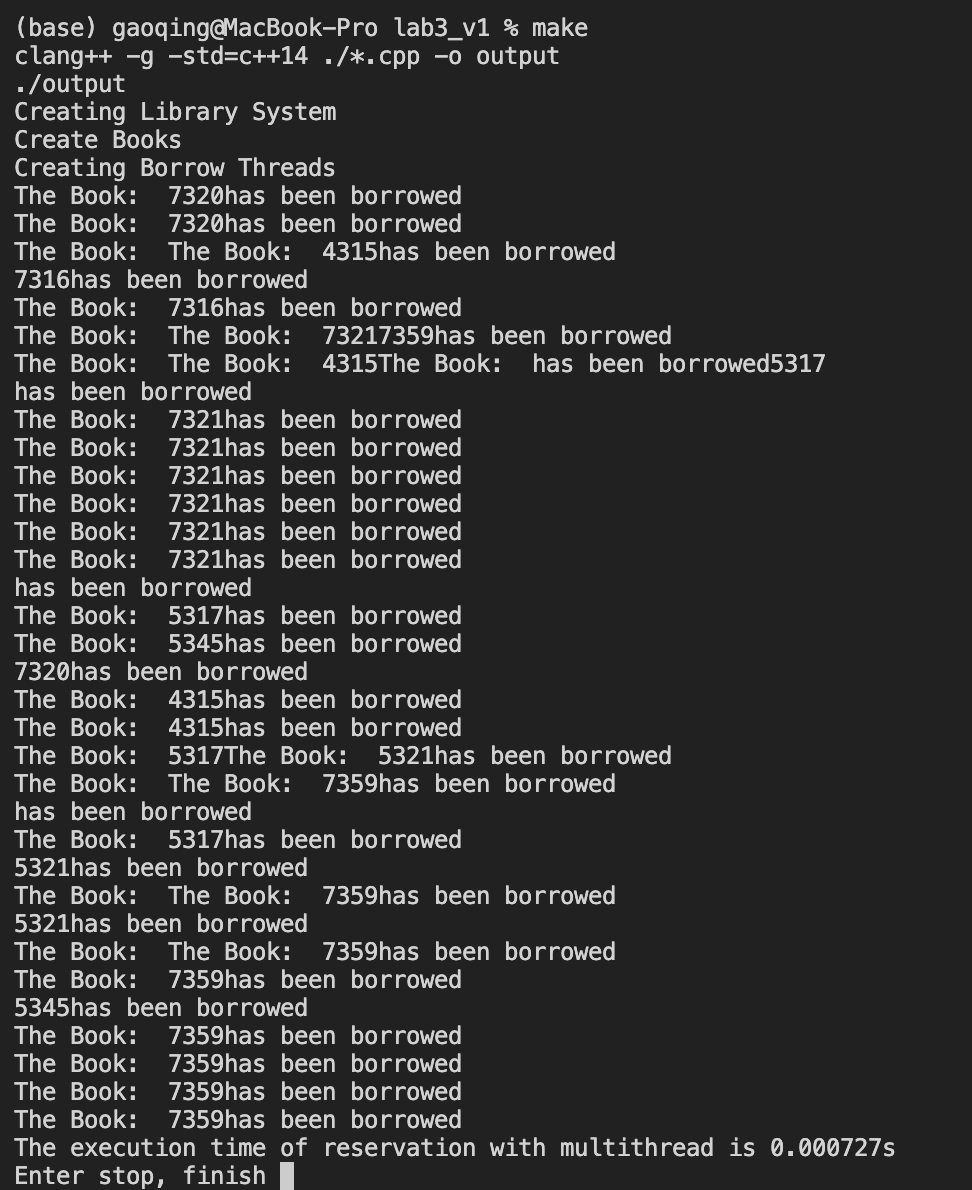 (base) gaoqing@MacBook-Pro lab3_v1 % make
clang++ -g -std=c++14 ./*.cpp -o output
./output
Creating Library System
Create Books
Creating Borrow Threads
The Book:  7320has been borrowed
The Book:  7320has been borrowed
The Book:  The Book:  4315has been borrowed
7316has been borrowed
The Book:  7316has been borrowed
The Book:  The Book:  73217359has been borrowed
The Book:  The Book:  4315The Book:  has been borrowed5317
has been borrowed
The Book:  7321has been borrowed
The Book:  7321has been borrowed
The Book:  7321has been borrowed
The Book:  7321has been borrowed
The Book:  7321has been borrowed
The Book:  7321has been borrowed
has been borrowed
The Book:  5317has been borrowed
The Book:  5345has been borrowed
7320has been borrowed
The Book:  4315has been borrowed
The Book:  4315has been borrowed
The Book:  5317The Book:  5321has been borrowed
The Book:  The Book:  7359has been borrowed
has been borrowed
The Book:  5317has been borrowed
5321has been borrowed
The Book:  The Book:  7359has been borrowed
5321has been borrowed
The Book:  The Book:  7359has been borrowed
The Book:  7359has been borrowed
5345has been borrowed
The Book:  7359has been borrowed
The Book:  7359has been borrowed
The Book:  7359has been borrowed
The Book:  7359has been borrowed
The execution time of reservation with multithread is 0.000727s
Enter stop, finish